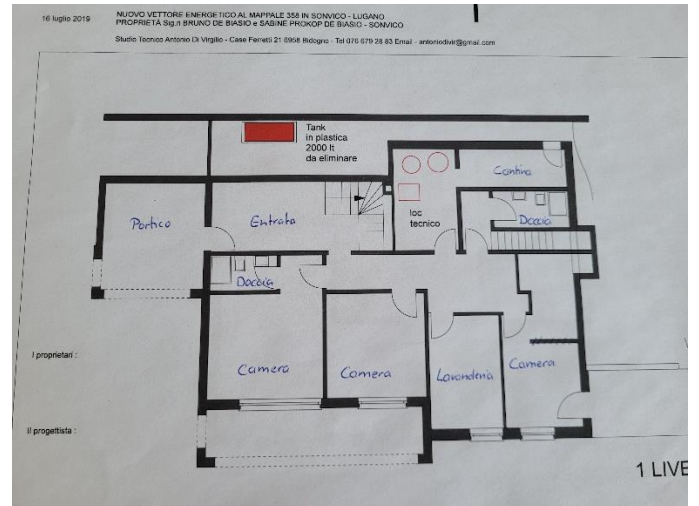 16 luglio 2019
NUOVO VETTORE ENERGETICO AL MAPPALE 358 IN SONVICO - LUGANO
PROPRIETÀ Sig.ri BRUNO DE BIASIO e SABINE PROKOP DE BIASIO - SONVICO
Studio Tecnico Antonio Di Virgilio - Case Ferretti 21 6958 Bidogno - Tel 076 679 28 83 Email - antoniodivir@gmail.com
Tank
in plastica
2000 lt
da eliminare
Cantina
Portico
Entrata
loc
tecnico
Doccia
Doccia
I proprietari :
Camera
Camera
Lavanderia
Camera
Il progettista :
1 LIVE